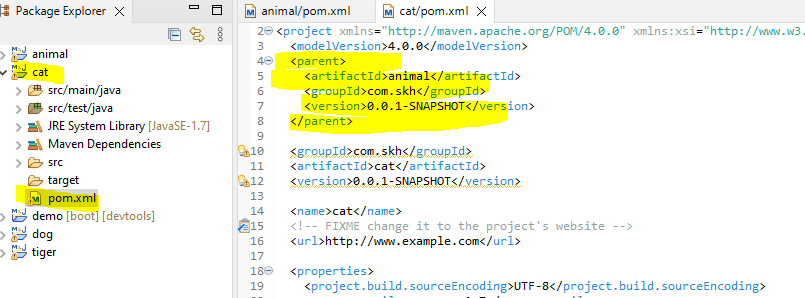 Package Explorer
animal
cat
src/main/java
src/test/java
JRE System Library [JavaSE-1.7]
Maven Dependencies
src
target
pom.xml
demo [boot] [devtools]
dog
tiger
animal/pom.xml
cat/pom.xml
2 <project xmlns="http://maven.apache.org/POM/4.0.0" xmlns:xsi="http://www.w3.
3 <modelVersion>4.0.0</modelVersion>
4 <parent>
5 <artifactId>animal</artifactId>
6 <groupId>com.skh</groupId>
7 <version>0.0.1-SNAPSHOT</version>
8 </parent>
9
10 <groupId>com.skh</groupId>
11 <artifactId>cat</artifactId>
12 <version>0.0.1-SNAPSHOT</version>
13
14 <name>cat</name>
15 <!-- FIXME change it to the project's website -->
16 <url>http://www.example.com</url>
17
18 <properties>
19 <project.build.sourceEncoding>UTF-8</project.build.sourceEncoding>